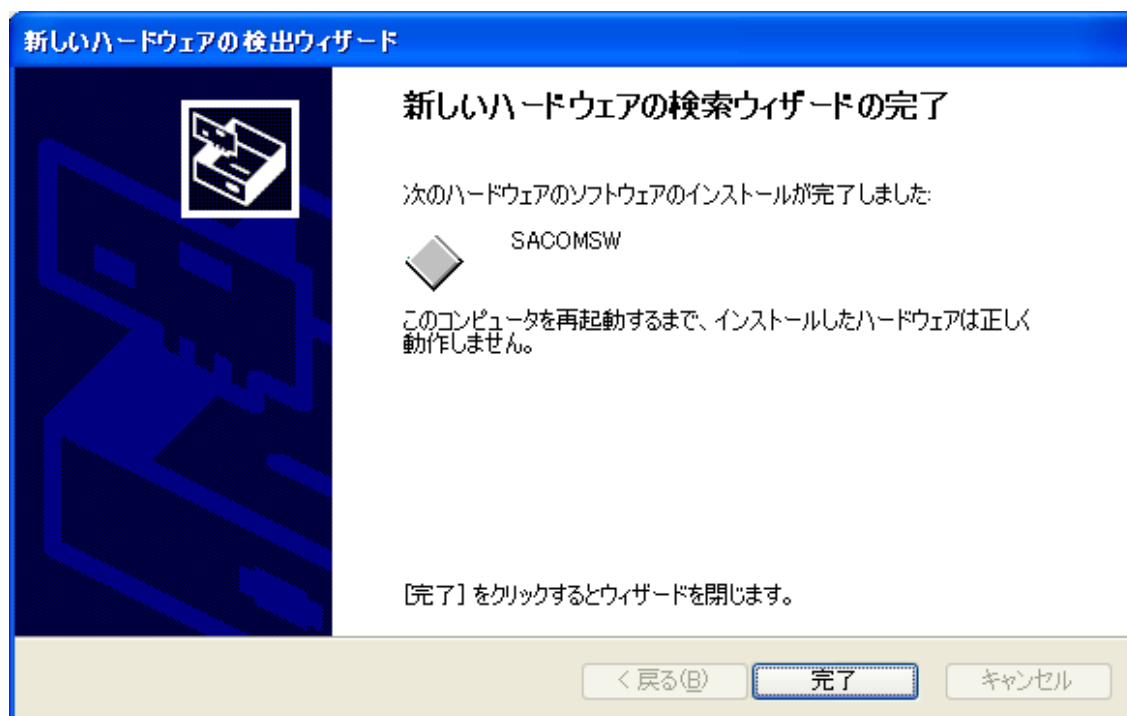 新しいハードウェアの検出ウィザード
新しいハードウェアの検索ウィザードの完了
次のハードウェアのソフトウェアのインストールが完了しました:
SACOMSW
このコンピュータを再起動するまで、インストールしたハードウェアは正しく
動作しません。
[完了] をクリックするとウィザードを閉じます。
< 戻る(B)
完了
キャンセル